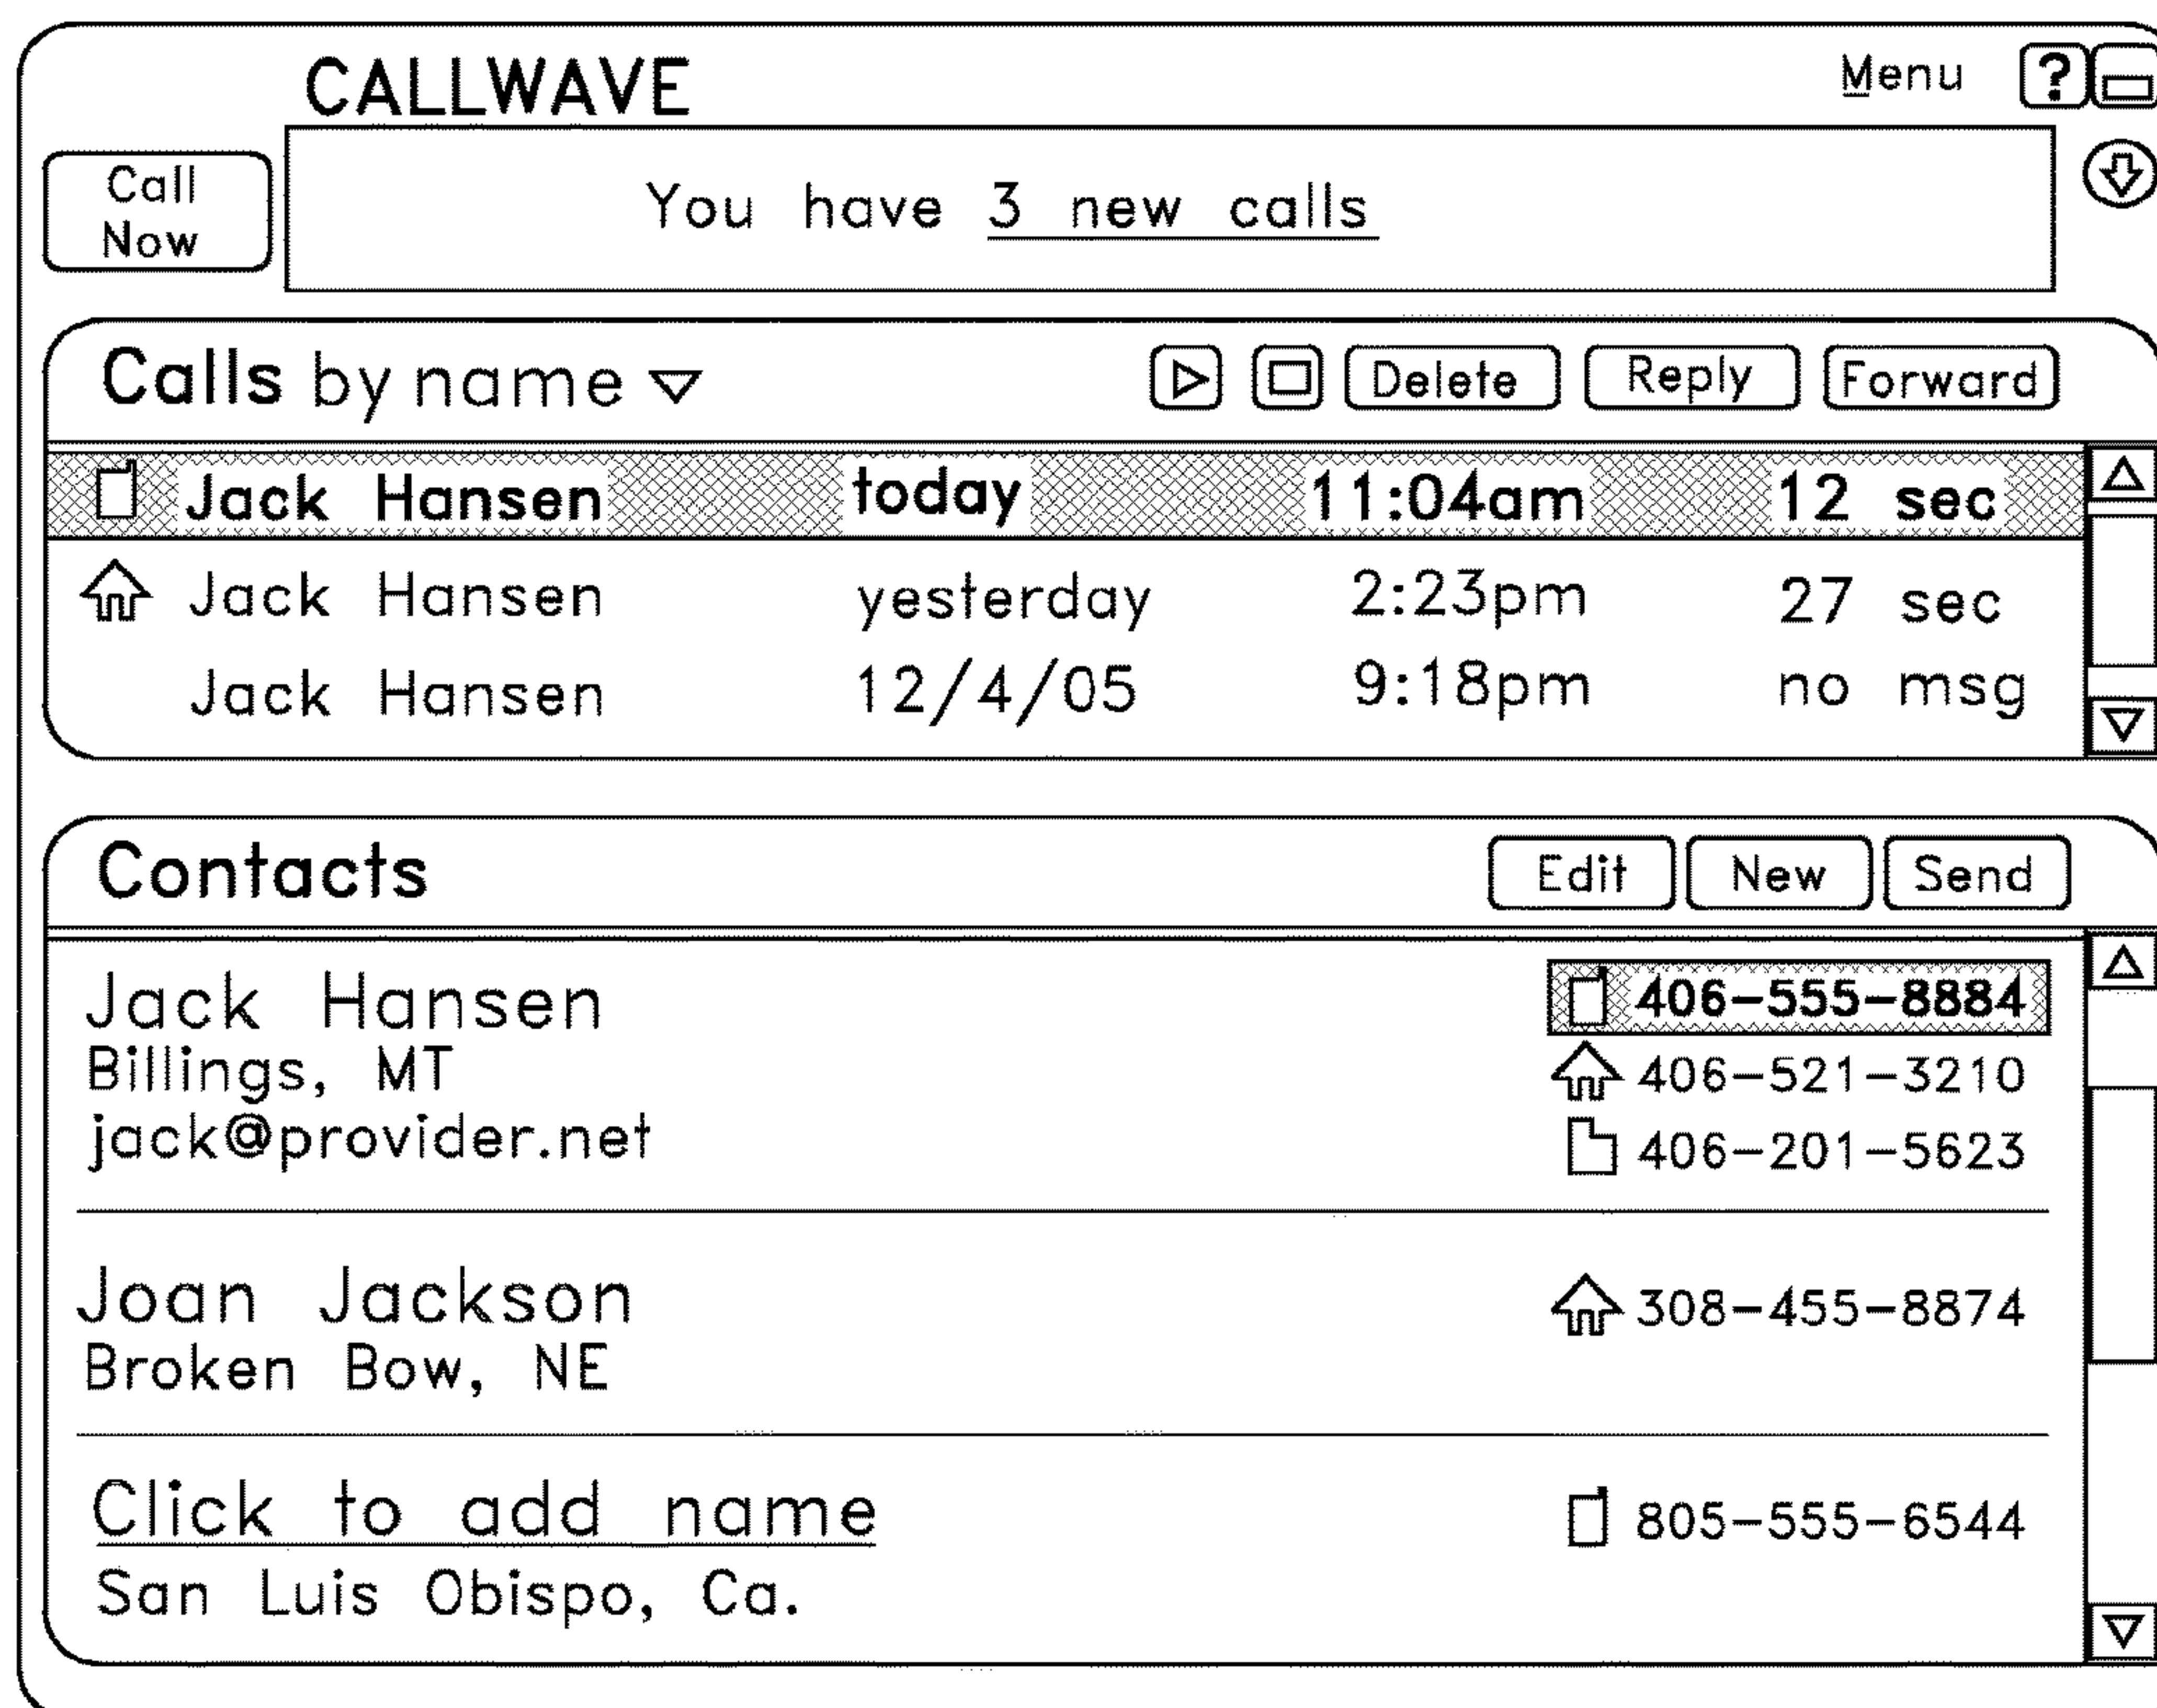 CALLWAVE Menu ?
Call
Now
You have 3 new calls
Calls by name Delete Reply Forward
Jack Hansen today 11:04am 12 sec
Jack Hansen yesterday 2:23pm 27 sec
Jack Hansen 12/4/05 9:18pm no msg
Contacts Edit New Send
Jack Hansen 406-555-8884
Billings, MT 406-521-3210
jack@provider.net 406-201-5623
Joan Jackson 308-455-8874
Broken Bow, NE
Click to add name 805-555-6544
San Luis Obispo, Ca.